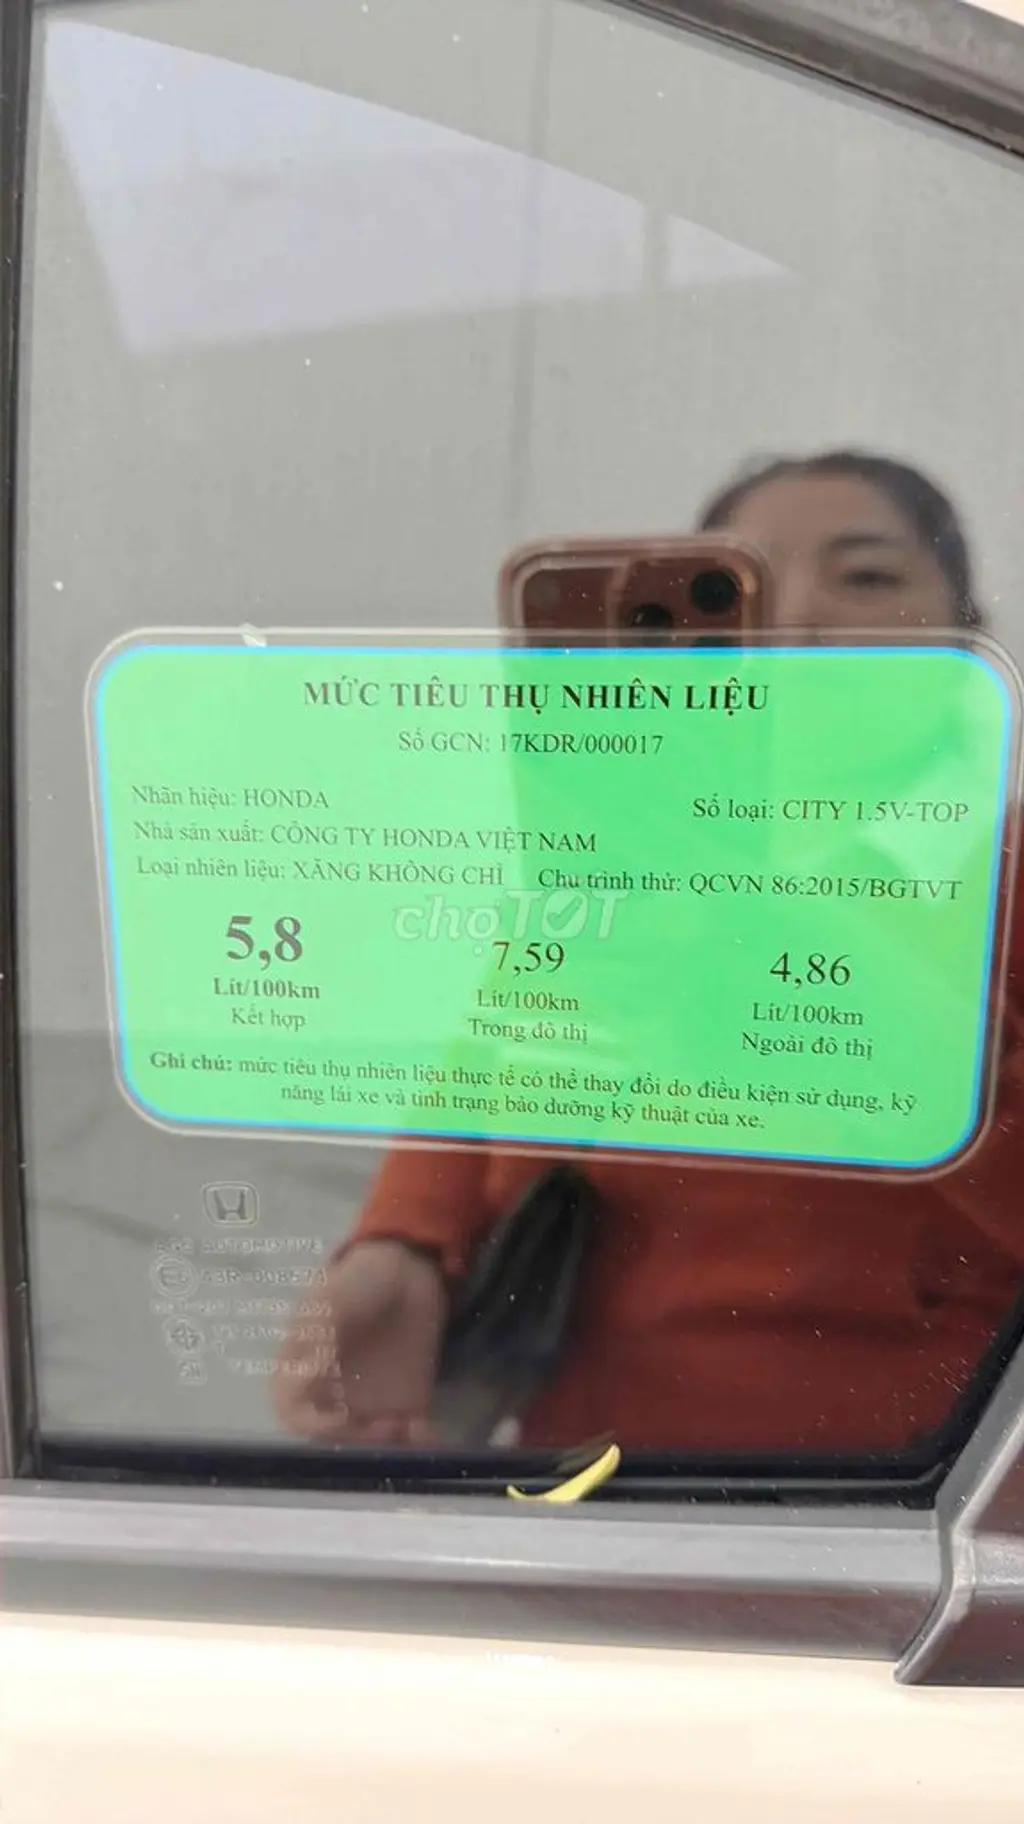 MỨC TIÊU THỤ NHIÊN LIỆU
Số GCN: 17KDR/000017
Nhãn hiệu: HONDA
Số loại: CITY 1.5V-TOP
Nhà sản xuất: CÔNG TY HONDA VIỆT NAM
Loại nhiên liệu: XĂNG KHÔNG CHÌ
Chu trình thử: QCVN 86:2015/BGTVT
chợTỐT
5,8
Lít/100km
Kết hợp
7,59
Lít/100km
Trong đô thị
4,86
Lít/100km
Ngoài đô thị
Ghi chú: mức tiêu thụ nhiên liệu thực tế có thể thay đổi do điều kiện sử dụng, kỹ
năng lái xe và tình trạng bảo dưỡng kỹ thuật của xe.
AUTOMOTIVE